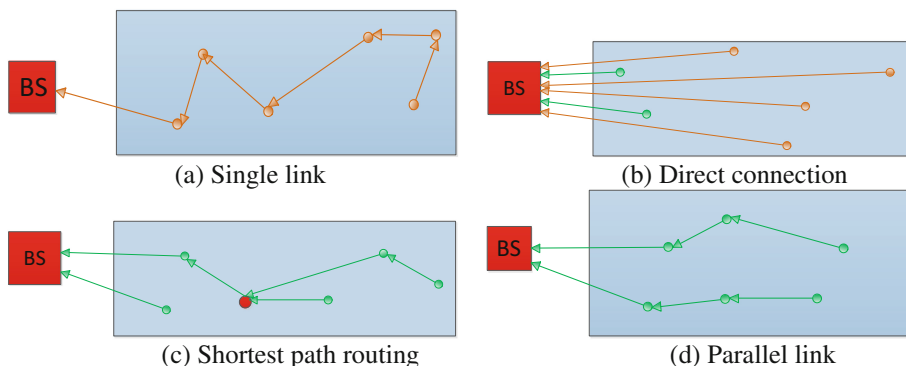 BS
(a) Single link
BS
(b) Direct connection
BS
(c) Shortest path routing
BS
(d) Parallel link